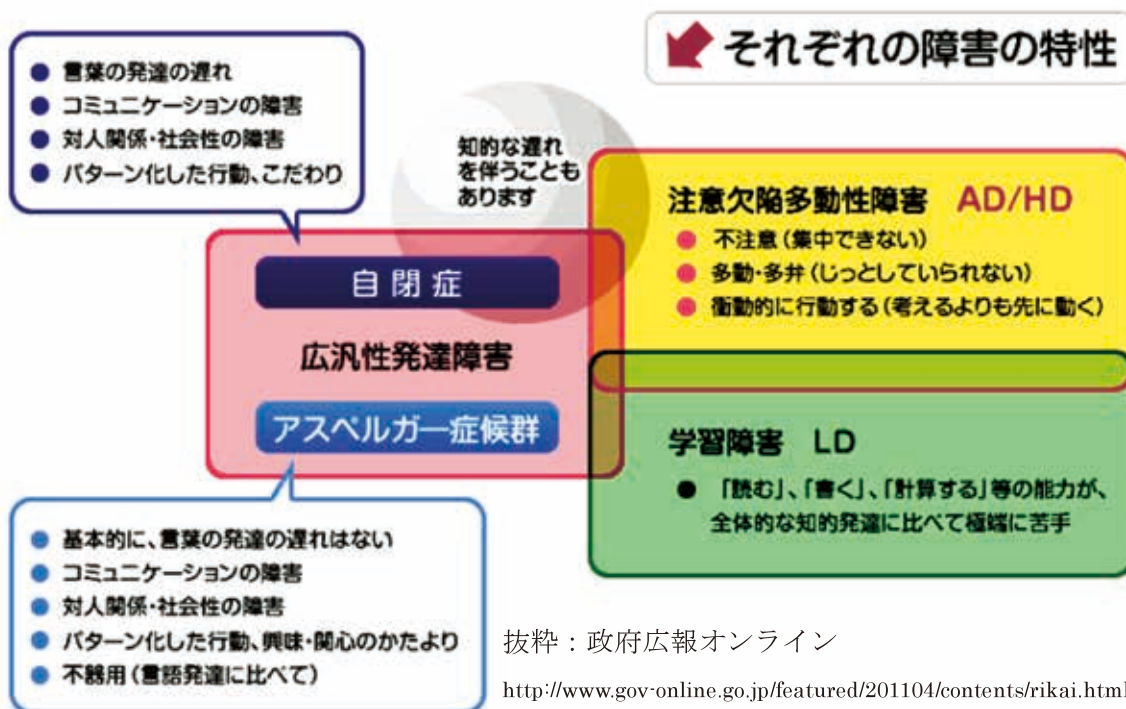 それぞれの障害の特性
● 言葉の発達の遅れ
● コミュニケーションの障害
● 対人関係・社会性の障害
● パターン化した行動、こだわり
知的な遅れ
を伴うことも
あります
自閉症
広汎性発達障害
アスペルガー症候群
● 基本的に、言葉の発達の遅れはない
● コミュニケーションの障害
● 対人関係・社会性の障害
● パターン化した行動、興味・関心のかたより
● 不器用（言語発達に比べて）
注意欠陥多動性障害 AD/HD
● 不注意（集中できない）
● 多動・多弁（じっとしていられない）
● 衝動的に行動する（考えるよりも先に動く）
学習障害 LD
● 「読む」、「書く」、「計算する」等の能力が、
全体的な知的発達に比べて極端に苦手
抜粋：政府広報オンライン
http://www.gov-online.go.jp/featured/201104/contents/rikai.html